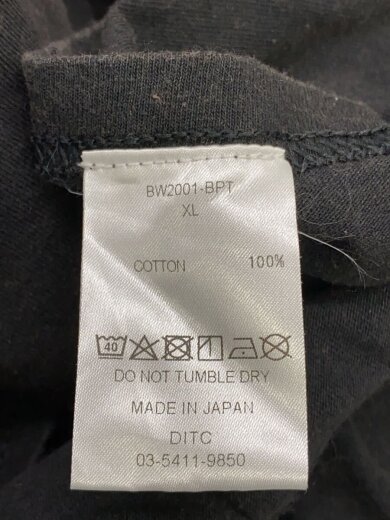 BW2001-BPT
XL
COTTON 100%
40
DO NOT TUMBLE DRY
MADE IN JAPAN
DITC
03-5411-9850